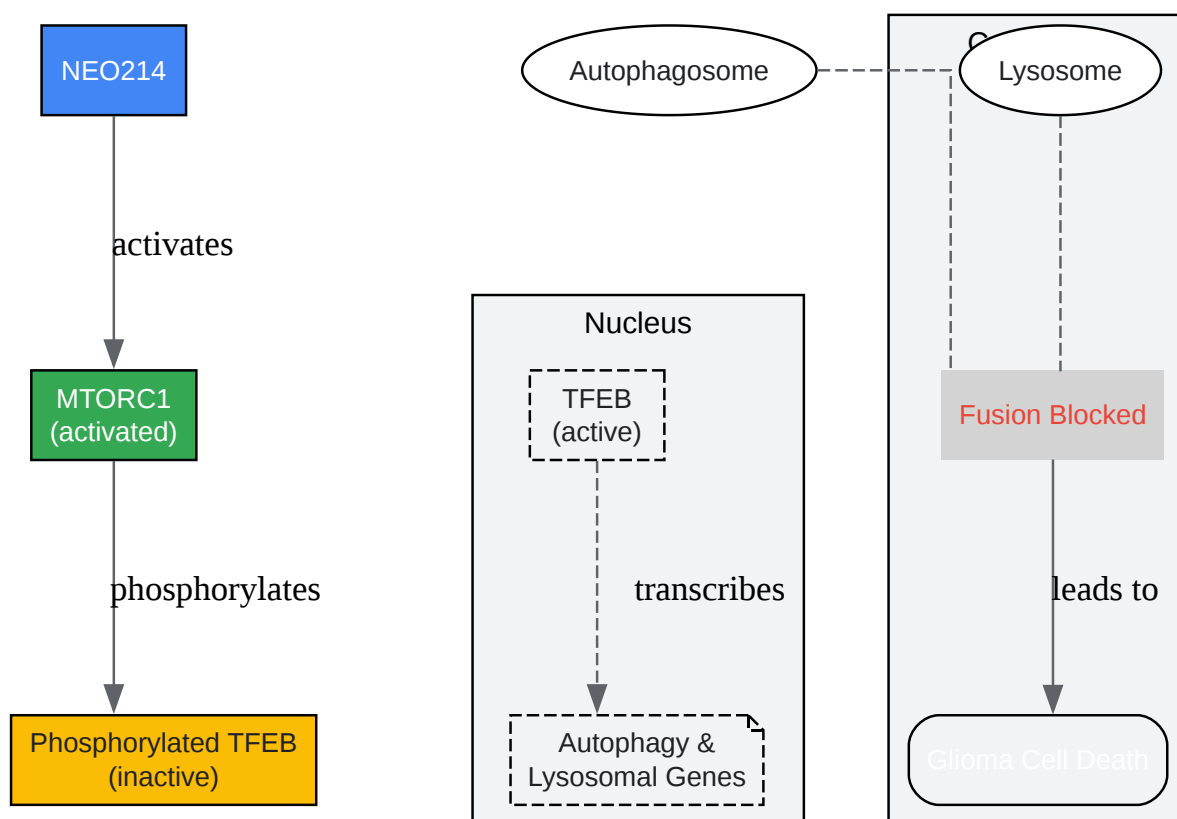 NEO214
Autophagosome
Lysosome
activates
Nucleus
MTORC1
(activated)
TFEB
(active)
Fusion Blocked
phosphorylates
transcribes
leads to
Phosphorylated TFEB
(inactive)
Autophagy &
Lysosomal Genes
Glioma Cell Death